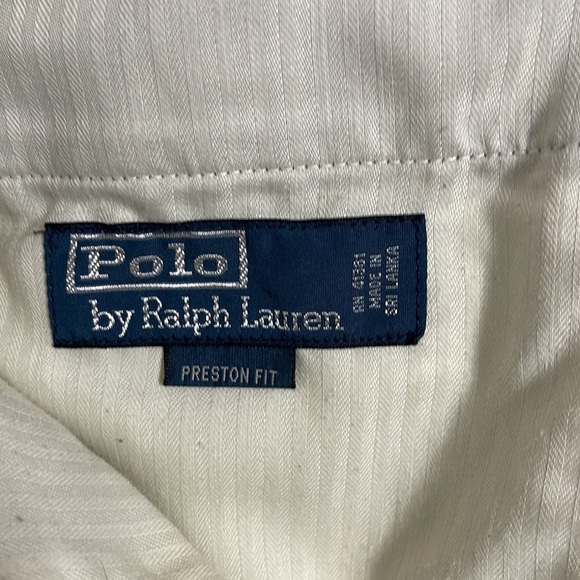 Polo
by Ralph Lauren
RN 41381
MADE IN
SRI LANKA
PRESTON FIT